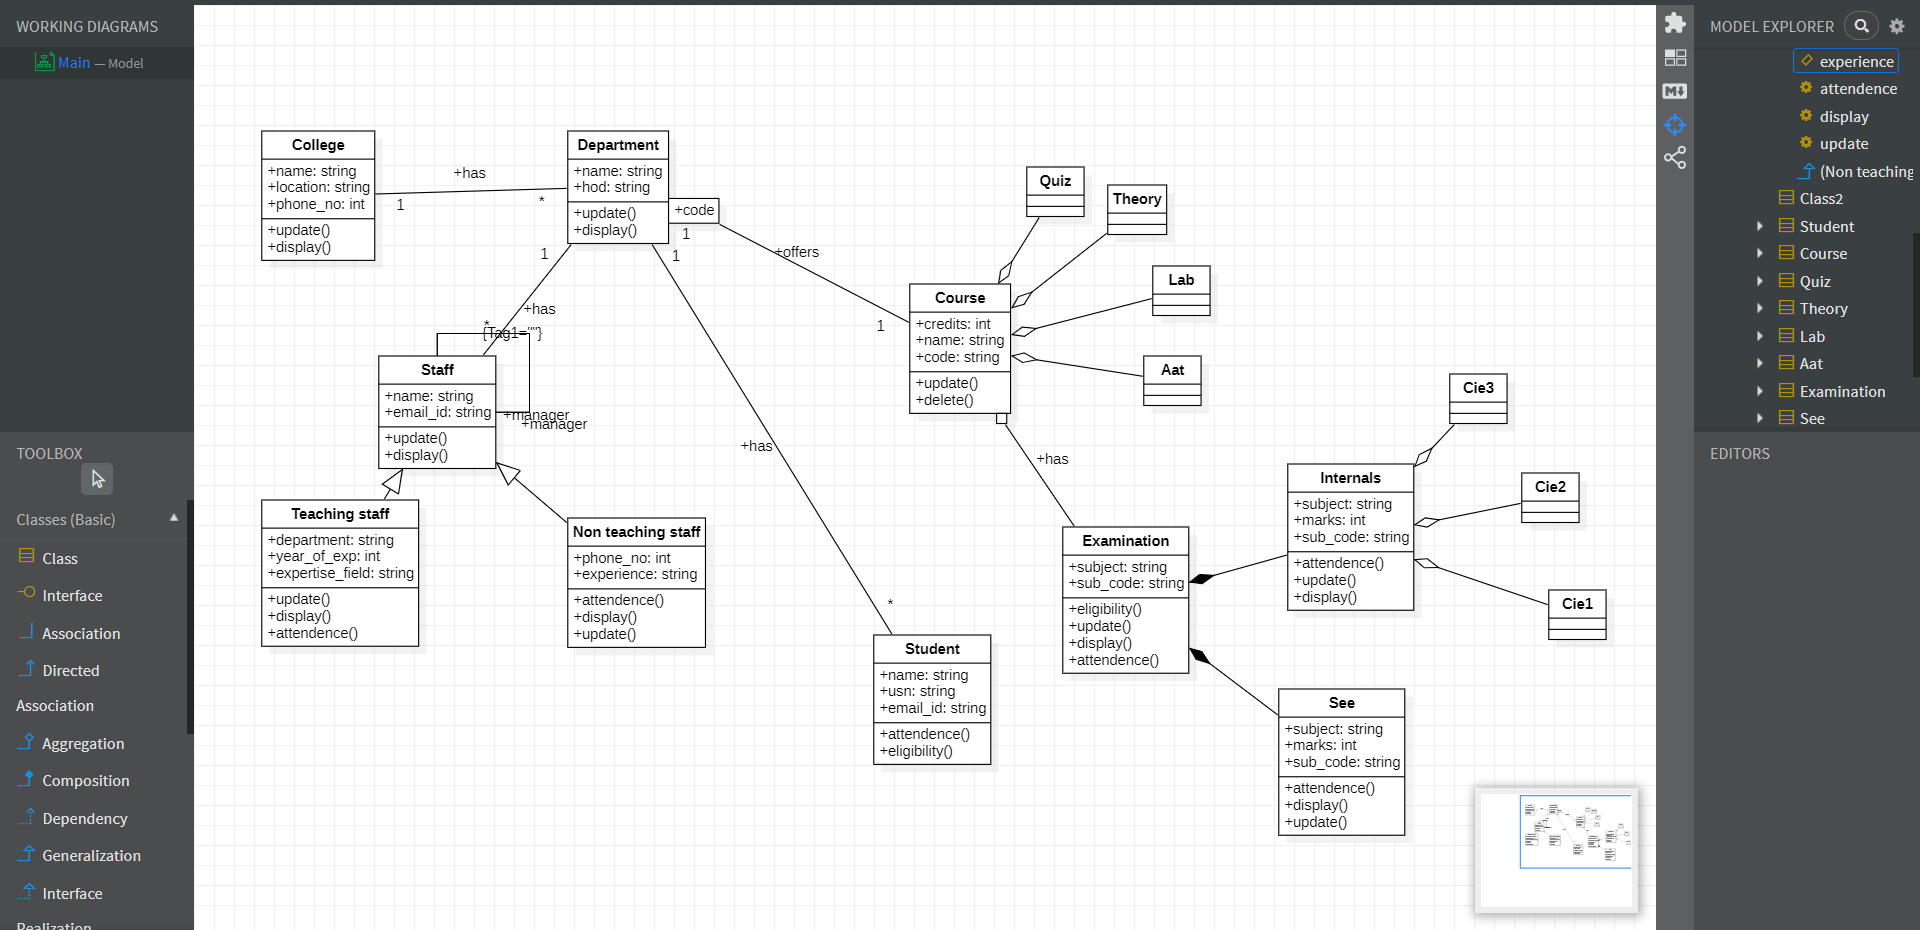 WORKING DIAGRAMS
Main — Model
TOOLBOX
Classes (Basic)
Class
Interface
Association
Directed
Association
Aggregation
Composition
Dependency
Generalization
Interface
Realization
College
+name: string
+location: string
+phone_no: int
+update()
+display()
+has
1
*
Department
+name: string
+hod: string
+update()
+display()
+code
1
1
1
+offers
1
+has
*
{Tag1=""}
Staff
+name: string
+email_id: string
+update()
+display()
+manager
+manager
Teaching staff
+department: string
+year_of_exp: int
+expertise_field: string
+update()
+display()
+attendence()
Non teaching staff
+phone_no: int
+experience: string
+attendence()
+display()
+update()
+has
*
Student
+name: string
+usn: string
+email_id: string
+attendence()
+eligibility()
Course
+credits: int
+name: string
+code: string
+update()
+delete()
Quiz
Theory
Lab
Aat
+has
Examination
+subject: string
+sub_code: string
+eligibility()
+update()
+display()
+attendence()
Internals
+subject: string
+marks: int
+sub_code: string
+attendence()
+update()
+display()
Cie3
Cie2
Cie1
See
+subject: string
+marks: int
+sub_code: string
+attendence()
+display()
+update()
M
MODEL EXPLORER
experience
attendence
display
update
(Non teaching
Class2
Student
Course
Quiz
Theory
Lab
Aat
Examination
See
EDITORS